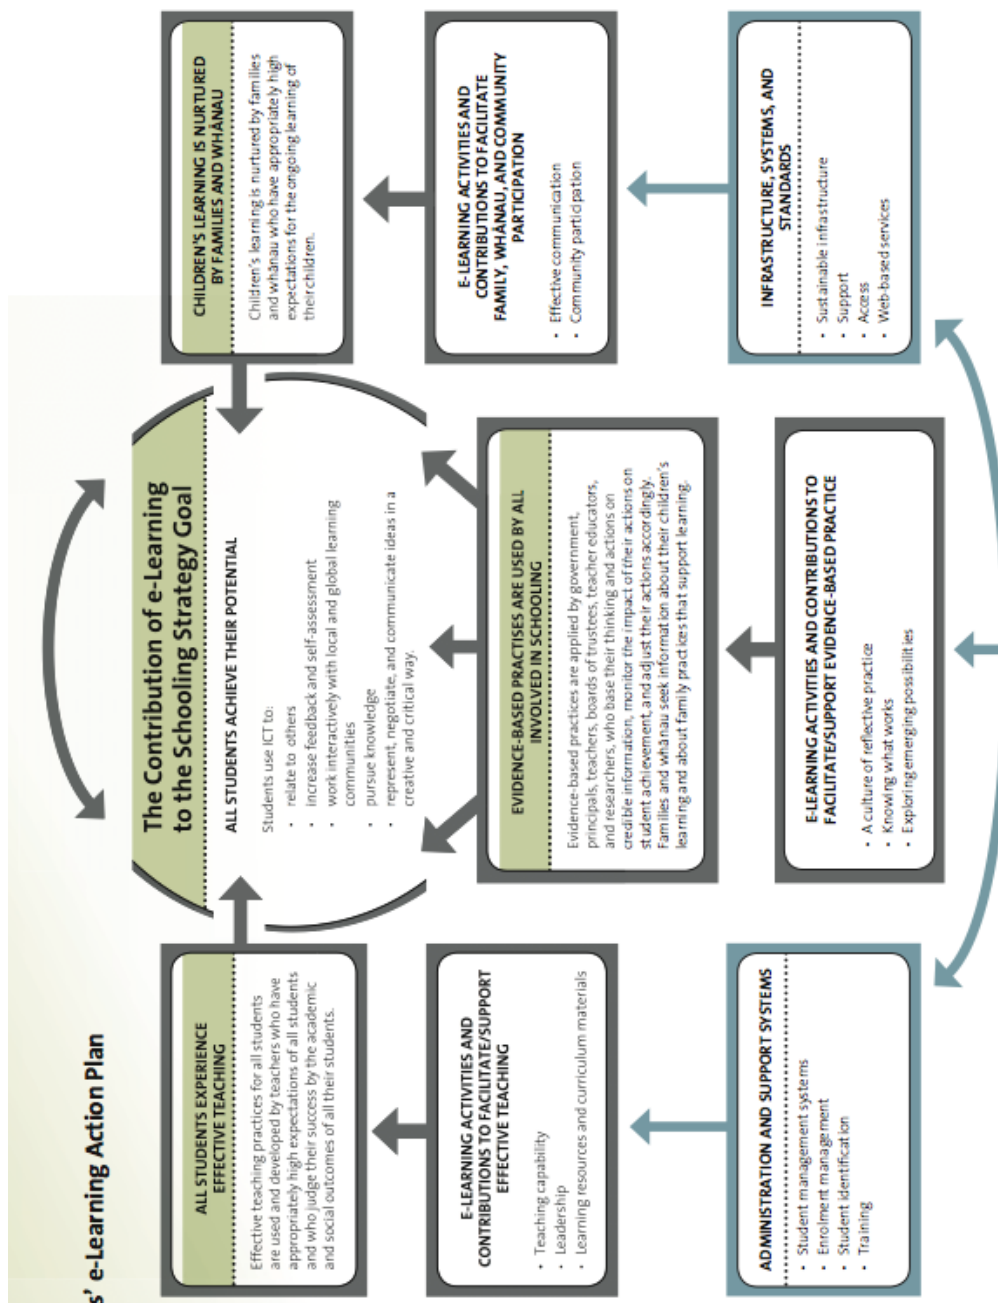 s’ e-Learning Action Plan
The Contribution of e-Learning
to the Schooling Strategy Goal
ALL STUDENTS ACHIEVE THEIR POTENTIAL
Students use ICT to:
• relate to others
• increase feedback and self-assessment
• work interactively with local and global learning
communities
• pursue knowledge
• represent, negotiate, and communicate ideas in a
creative and critical way.
ALL STUDENTS EXPERIENCE
EFFECTIVE TEACHING
Effective teaching practices for all students
are used and developed by teachers who have
appropriately high expectations of all students
and who judge their success by the academic
and social outcomes of all their students.
CHILDREN’S LEARNING IS NURTURED
BY FAMILIES AND WHĀNAU
Children’s learning is nurtured by families
and whānau who have appropriately high
expectations for the ongoing learning of
their children.
EVIDENCE-BASED PRACTISES ARE USED BY ALL
INVOLVED IN SCHOOLING
Evidence-based practices are applied by government,
principals, teachers, boards of trustees, teacher educators,
and researchers, who base their thinking and actions on
credible information, monitor the impact of their actions on
student achievement, and adjust their actions accordingly.
Families and whānau seek information about their children’s
learning and about family practices that support learning.
E-LEARNING ACTIVITIES AND
CONTRIBUTIONS TO FACILITATE/SUPPORT
EFFECTIVE TEACHING
• Teaching capability
• Leadership
• Learning resources and curriculum materials
E-LEARNING ACTIVITIES AND
CONTRIBUTIONS TO FACILITATE
FAMILY, WHĀNAU, AND COMMUNITY
PARTICIPATION
• Effective communication
• Community participation
E-LEARNING ACTIVITIES AND CONTRIBUTIONS TO
FACILITATE/SUPPORT EVIDENCE-BASED PRACTICE
• A culture of reflective practice
• Knowing what works
• Exploring emerging possibilities
ADMINISTRATION AND SUPPORT SYSTEMS
• Student management systems
• Enrolment management
• Student identification
• Training
INFRASTRUCTURE, SYSTEMS, AND
STANDARDS
• Sustainable infrastructure
• Support
• Access
• Web-based services